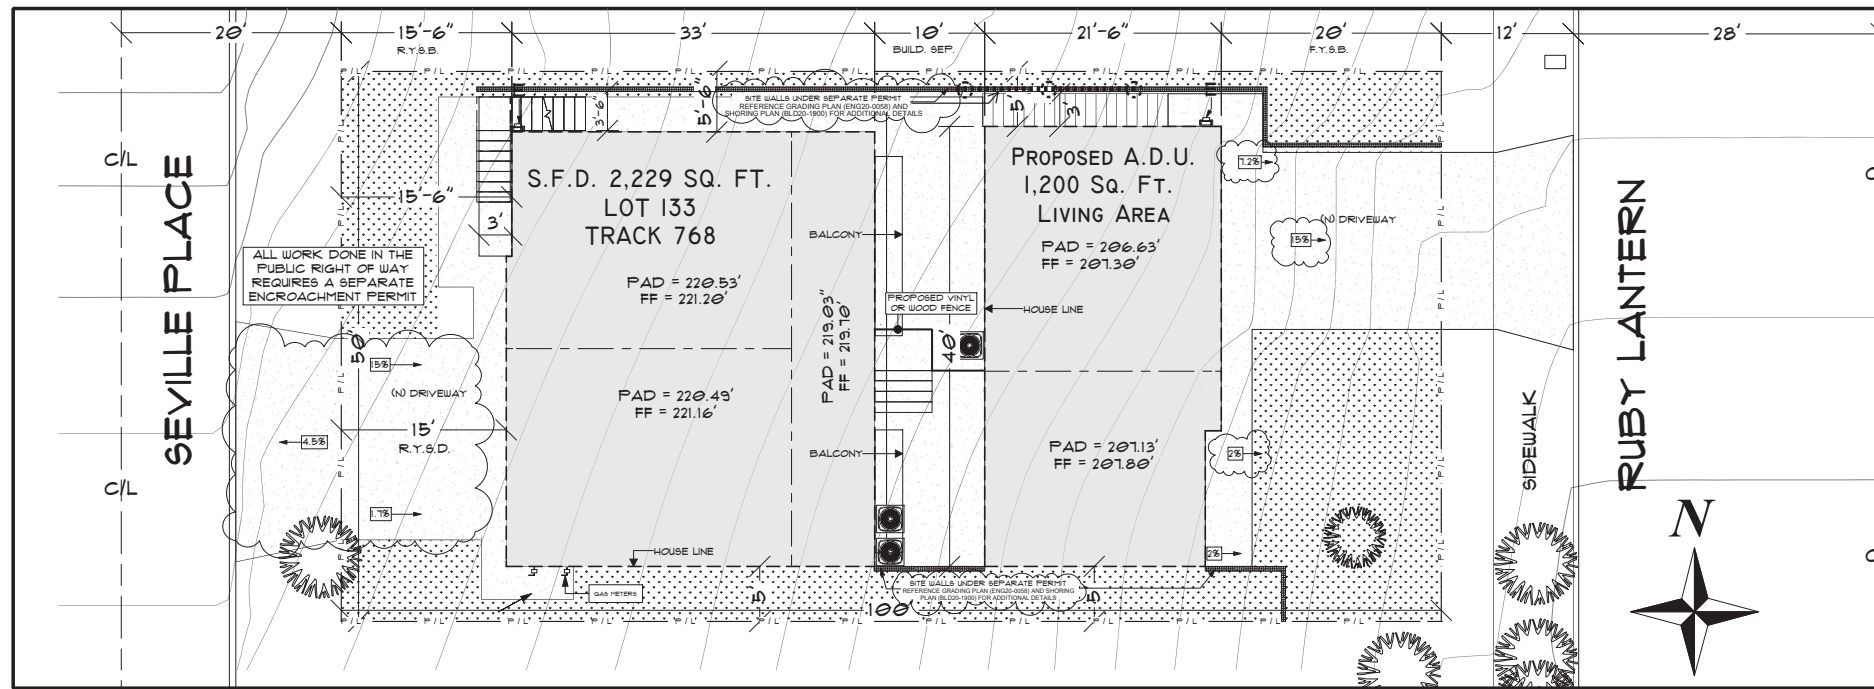 20'
15'-6"
33'
10'
21'-6"
20'
12'
28'
R.Y.S.B.
BUILD. SEP.
F.Y.S.B.
5'-6"
3'-6"
SITE WALLS UNDER SEPARATE PERMIT
REFERENCE GRADING PLAN (ENG20-0058) AND
SHORING PLAN (BLD20-1900) FOR ADDITIONAL DETAILS
5'
3'
C/L
SEVILLE PLACE
C/L
15'-6"
3'
S.F.D. 2,229 SQ. FT.
LOT 133
TRACK 768
PAD = 220.53'
FF = 221.20'
PAD = 219.03"
FF = 219.70'
PAD = 220.49'
FF = 221.16'
ALL WORK DONE IN THE
PUBLIC RIGHT OF WAY
REQUIRES A SEPARATE
ENCROACHMENT PERMIT
50'
15%
(N) DRIVEWAY
15'
R.Y.S.D.
4.5%
1.7%
BALCONY
PROPOSED VINYL
OR WOOD FENCE
HOUSE LINE
40'
BALCONY
PROPOSED A.D.U.
1,200 SQ. FT.
LIVING AREA
PAD = 206.63'
FF = 207.30'
PAD = 207.13'
FF = 207.80'
7.2%
(N) DRIVEWAY
15%
2%
2%
SIDEWALK
RUBY LANTERN
N
HOUSE LINE
GAS METERS
5'
SITE WALLS UNDER SEPARATE PERMIT
REFERENCE GRADING PLAN (ENG20-0058) AND SHORING
PLAN (BLD20-1900) FOR ADDITIONAL DETAILS
5'
100'
P/L